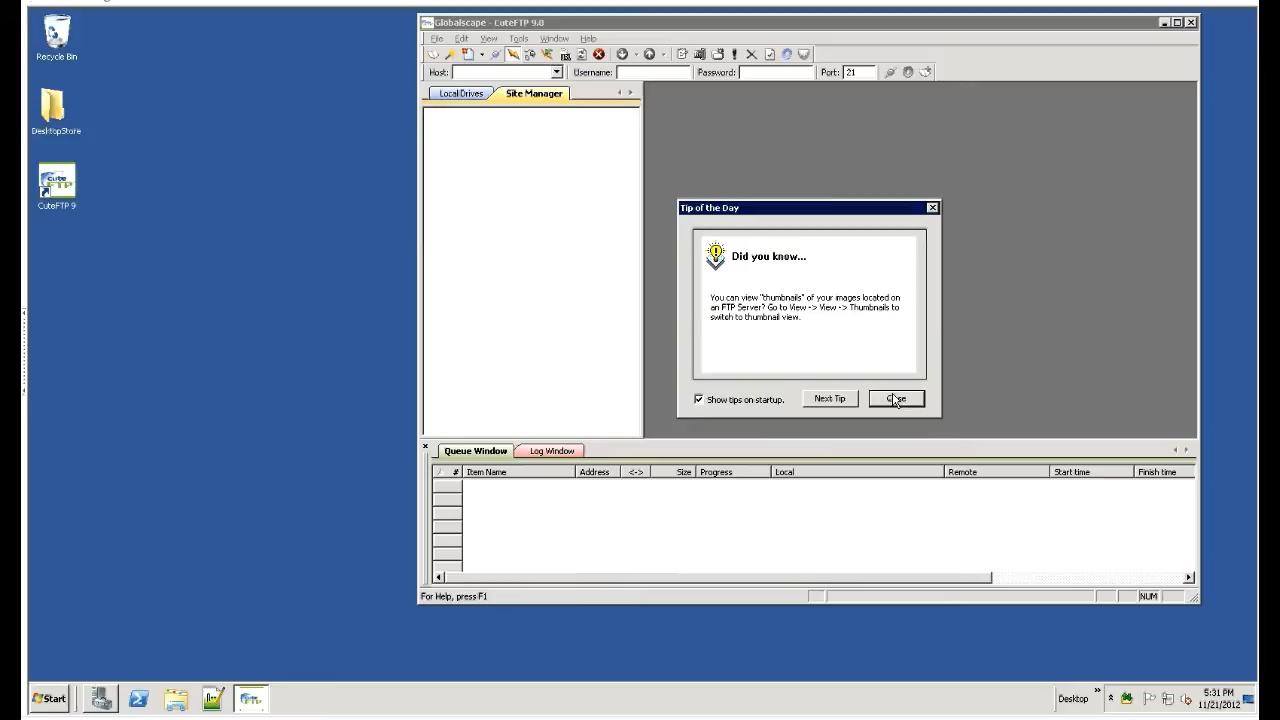 Recycle Bin
DesktopStore
cute
FTP
CuteFTP 9
Globalscape - CuteFTP 9.0
File Edit View Tools Window Help
Host: Username: Password: Port: 21
Local Drives Site Manager
Tip of the Day
Did you know...
You can view "thumbnails" of your images located on
an FTP Server? Go to View -> View -> Thumbnails to
switch to thumbnail view.
Show tips on startup. Next Tip
Queue Window Log Window
# Item Name Address <-> Size Progress Local Remote Start time Finish time
For Help, press F1 NUM
Start Desktop 5:31 PM
11/21/2012